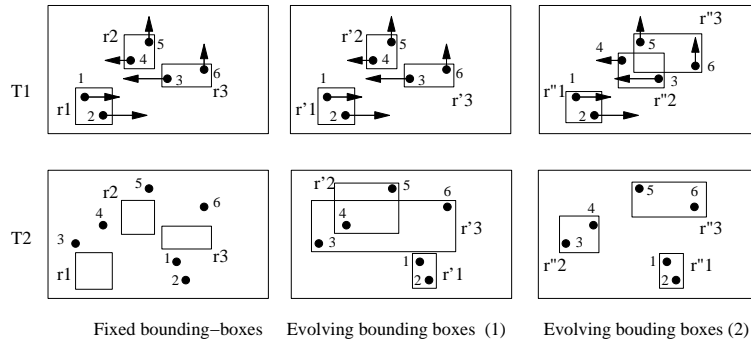 r2 5 4 6 3 r3 1 r1 2
r'2 5 4 6 3 r'3 1 r'1 2
r"3 5 4 6 3 r"2 1 r"1 2
T1
r2 5 6 4 3 r3 r1 1 2
r'2 5 6 4 3 r'3 1 r'1 2
5 6 4 r"3 3 r"2 1 r"1 2
T2
Fixed bounding−boxes Evolving bounding boxes (1) Evolving bouding boxes (2)